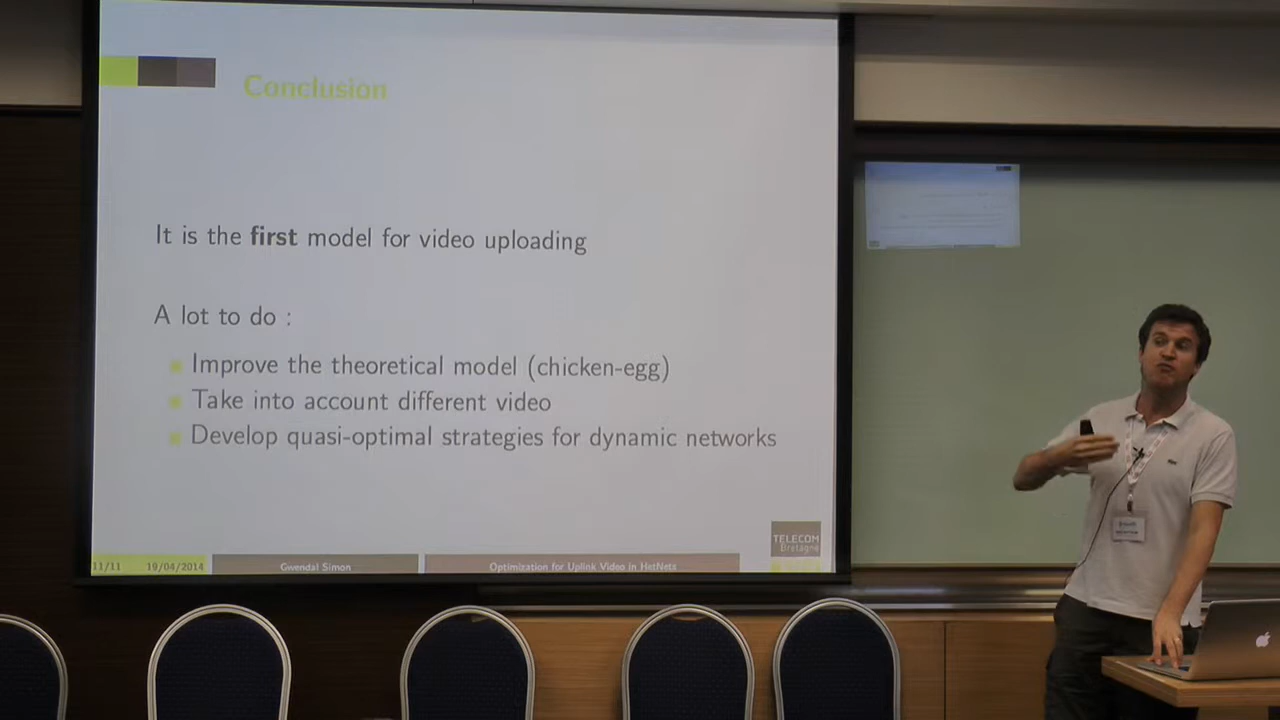 Conclusion
It is the first model for video uploading
A lot to do :
Improve the theoretical model (chicken-egg)
Take into account different video
Develop quasi-optimal strategies for dynamic networks
TELECOM
Bretagne
11/11
19/04/2014
Gwendal Simon
Optimization for Uplink Video in HetNets